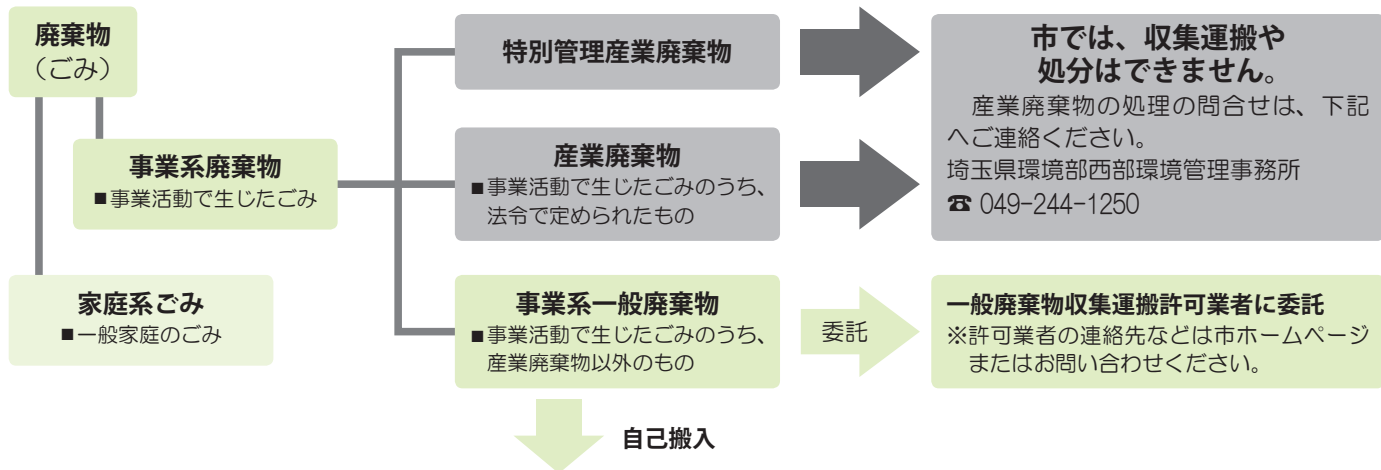 廃棄物
(ごみ)
事業系廃棄物
■事業活動で生じたごみ
家庭系ごみ
■一般家庭のごみ
特別管理産業廃棄物
産業廃棄物
■事業活動で生じたごみのうち、
法令で定められたもの
市では、収集運搬や
処分はできません。
産業廃棄物の処理の問合せは、下記
へご連絡ください。
埼玉県環境部西部環境管理事務所
☎ 049-244-1250
事業系一般廃棄物
■事業活動で生じたごみのうち、
産業廃棄物以外のもの
委託
一般廃棄物収集運搬許可業者に委託
※許可業者の連絡先などは市ホームページ
またはお問い合わせください。
自己搬入